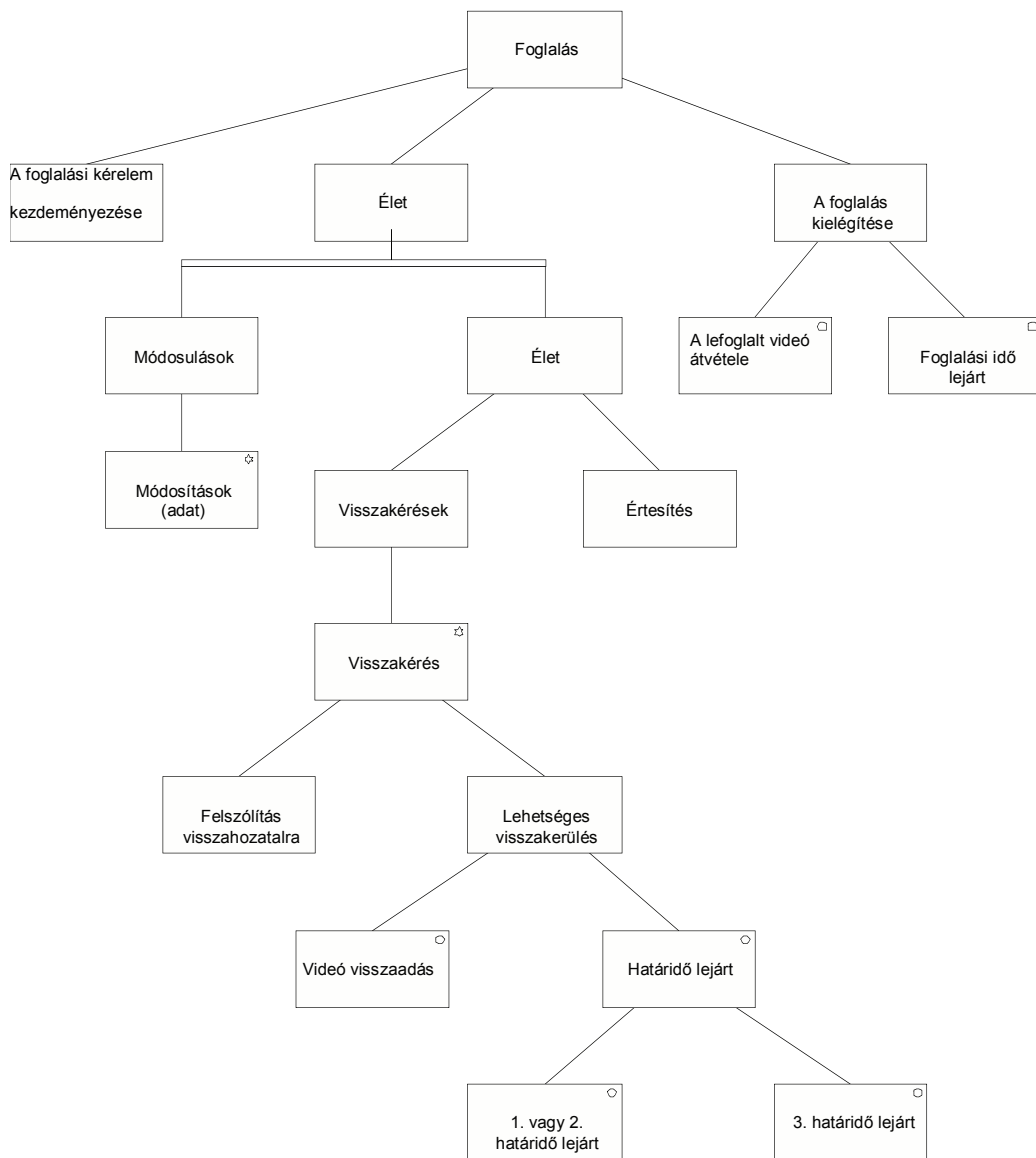 Foglalás
A foglalási kérelem
kezdeményezése
Élet
A foglalás
kielégítése
Módosulások
Élet
A lefoglalt videó
átvétele
Foglalási idő
lejárt
Módosítások
(adat)
Visszakérések
Értesítés
Visszakérés
Felszólítás
visszahozatalra
Lehetséges
visszakerülés
Videó visszaadás
Határidő lejárt
1. vagy 2.
határidő lejárt
3. határidő lejárt